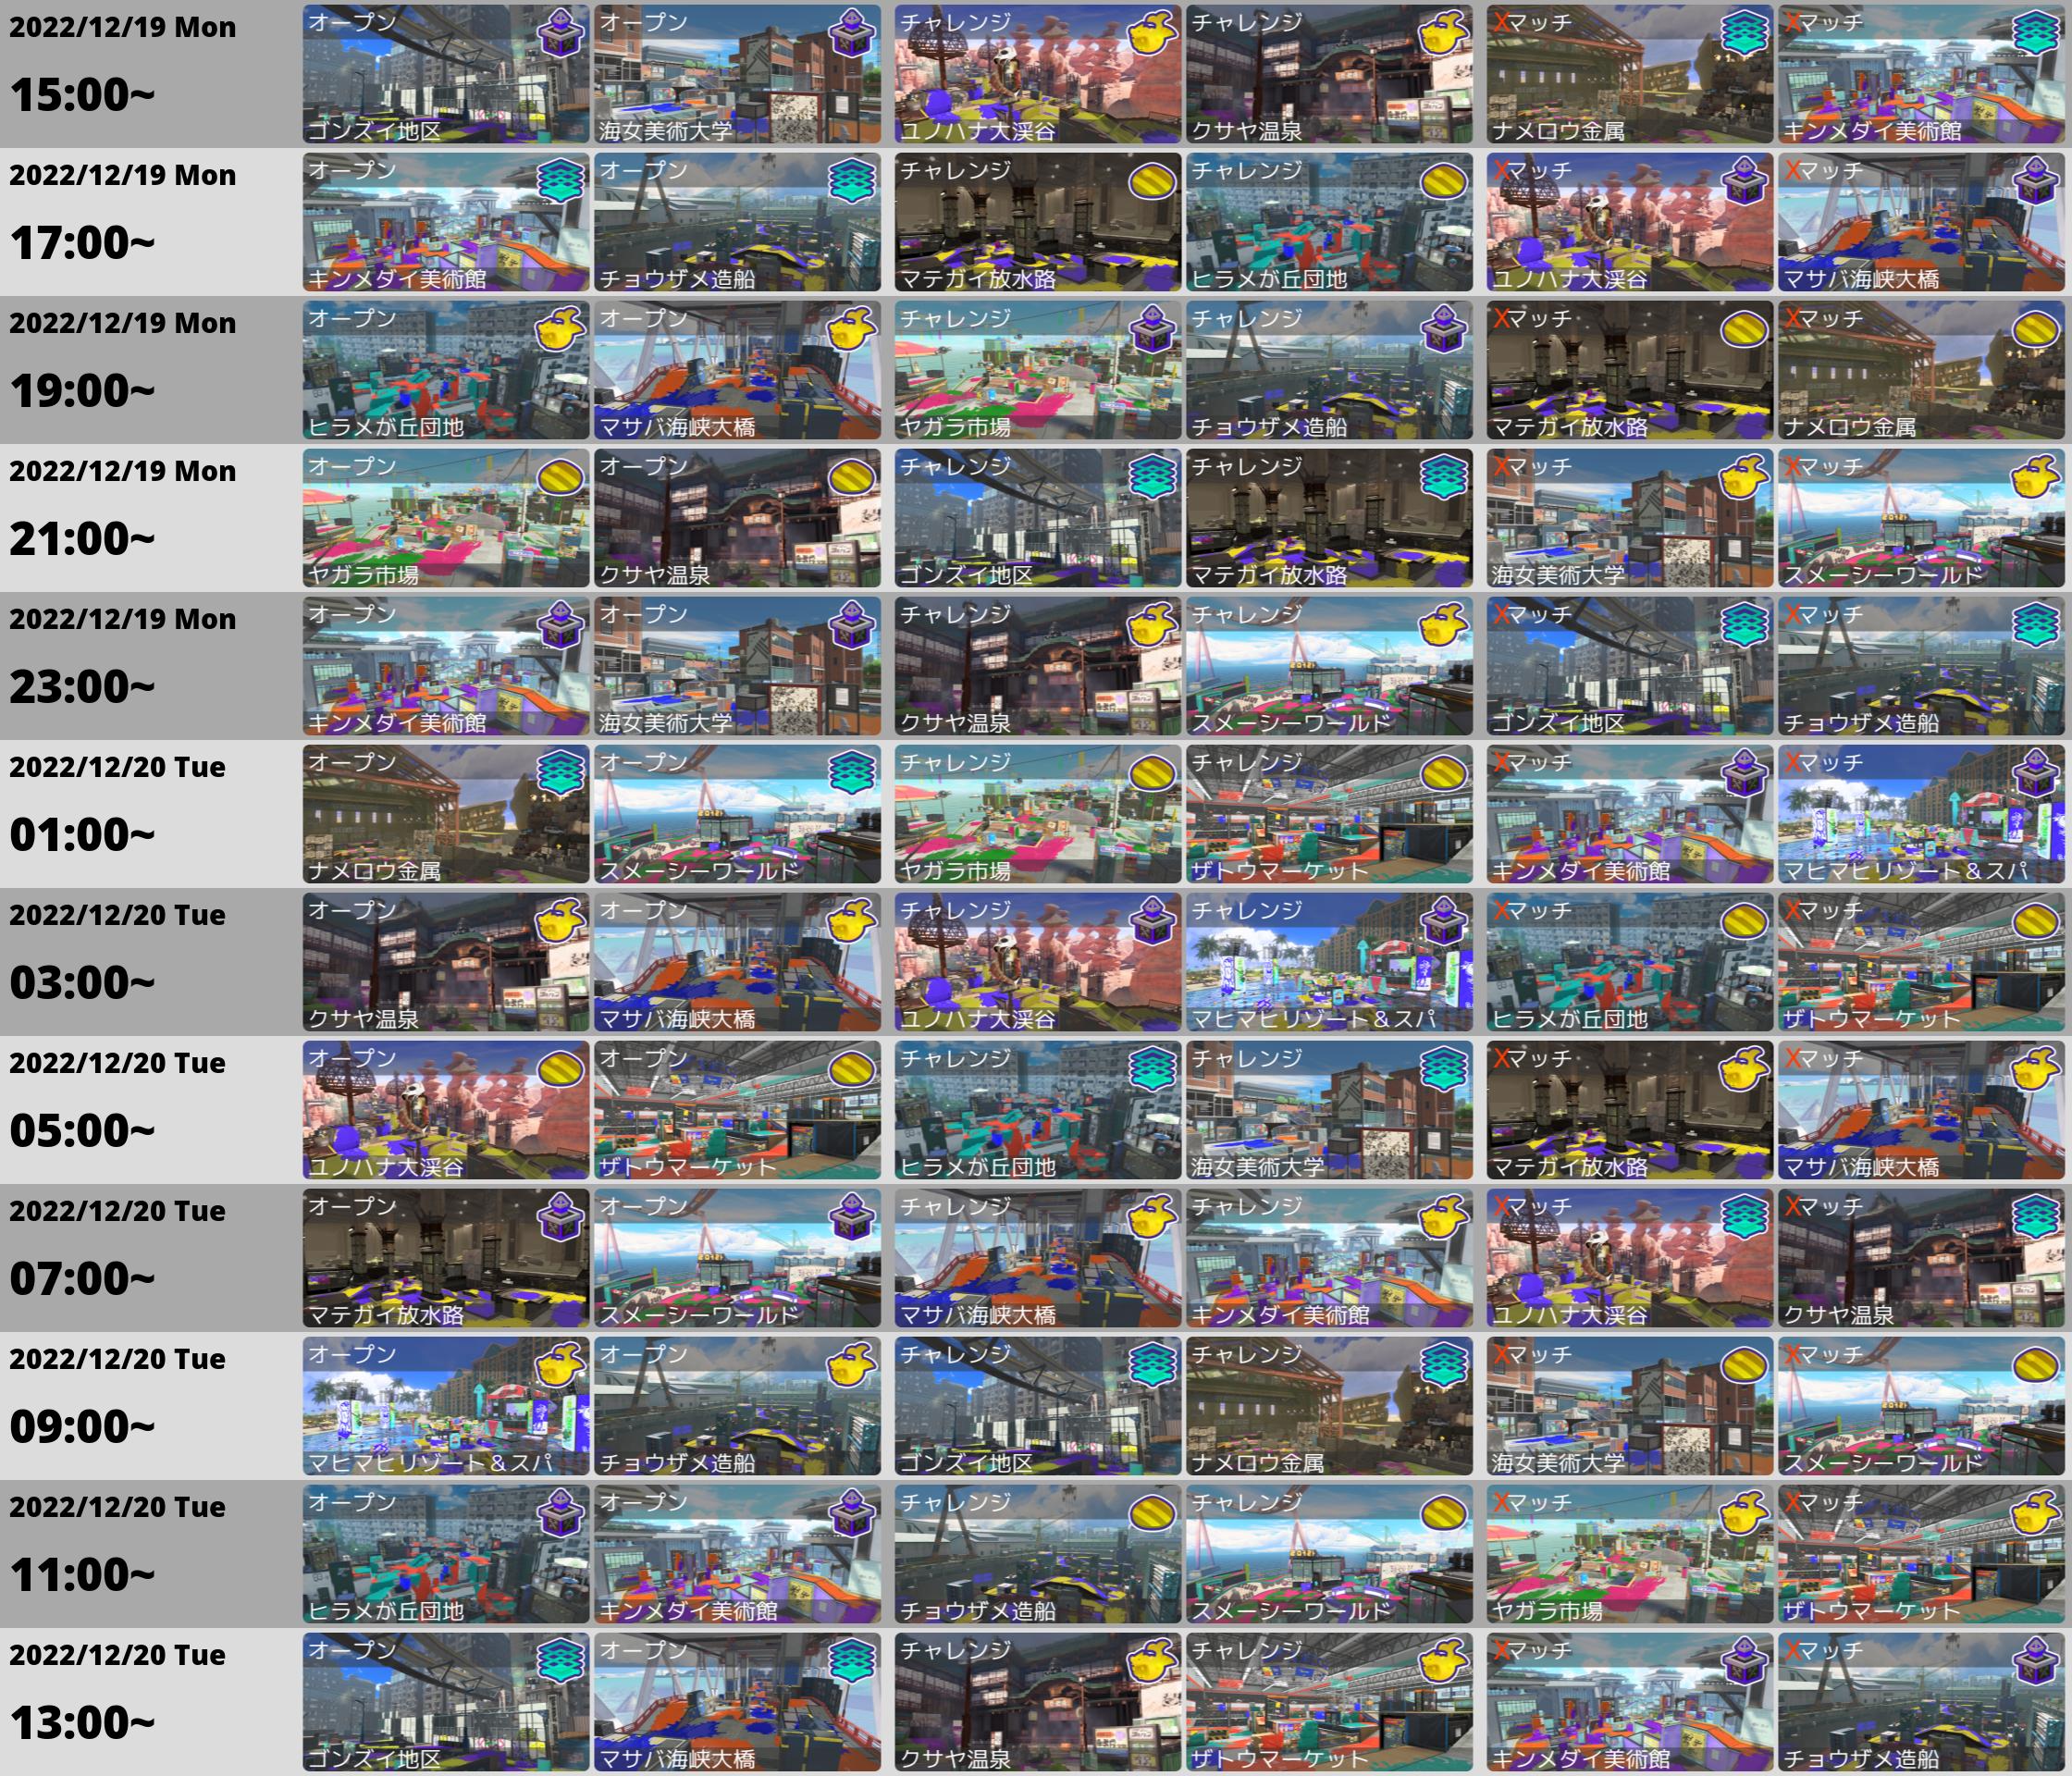 2022/12/19 Mon
15:00~
オープン
ゴンズイ地区
オープン
海女美術大学
チャレンジ
ユノハナ大渓谷
チャレンジ
クサヤ温泉
Xマッチ
ナメロウ金属
Xマッチ
キンメダイ美術館
2022/12/19 Mon
17:00~
オープン
キンメダイ美術館
オープン
チョウザメ造船
チャレンジ
マテガイ放水路
チャレンジ
ヒラメが丘団地
Xマッチ
ユノハナ大渓谷
Xマッチ
マサバ海峡大橋
2022/12/19 Mon
19:00~
オープン
ヒラメが丘団地
オープン
マサバ海峡大橋
チャレンジ
ヤガラ市場
チャレンジ
チョウザメ造船
Xマッチ
マテガイ放水路
Xマッチ
ナメロウ金属
2022/12/19 Mon
21:00~
オープン
ヤガラ市場
オープン
クサヤ温泉
チャレンジ
ゴンズイ地区
チャレンジ
マテガイ放水路
Xマッチ
海女美術大学
Xマッチ
スメーシーワールド
2022/12/19 Mon
23:00~
オープン
キンメダイ美術館
オープン
海女美術大学
チャレンジ
クサヤ温泉
チャレンジ
スメーシーワールド
Xマッチ
ゴンズイ地区
Xマッチ
チョウザメ造船
2022/12/20 Tue
01:00~
オープン
ナメロウ金属
オープン
スメーシーワールド
チャレンジ
ヤガラ市場
チャレンジ
ザトウマーケット
Xマッチ
キンメダイ美術館
Xマッチ
マヒマヒリゾート＆スパ
2022/12/20 Tue
03:00~
オープン
クサヤ温泉
オープン
マサバ海峡大橋
チャレンジ
ユノハナ大渓谷
チャレンジ
マヒマヒリゾート＆スパ
Xマッチ
ヒラメが丘団地
Xマッチ
ザトウマーケット
2022/12/20 Tue
05:00~
オープン
ユノハナ大渓谷
オープン
ザトウマーケット
チャレンジ
ヒラメが丘団地
チャレンジ
海女美術大学
Xマッチ
マテガイ放水路
Xマッチ
マサバ海峡大橋
2022/12/20 Tue
07:00~
オープン
マテガイ放水路
オープン
スメーシーワールド
チャレンジ
マサバ海峡大橋
チャレンジ
キンメダイ美術館
Xマッチ
ユノハナ大渓谷
Xマッチ
クサヤ温泉
2022/12/20 Tue
09:00~
オープン
マヒマヒリゾート＆スパ
オープン
チョウザメ造船
チャレンジ
ゴンズイ地区
チャレンジ
ナメロウ金属
Xマッチ
海女美術大学
Xマッチ
スメーシーワールド
2022/12/20 Tue
11:00~
オープン
ヒラメが丘団地
オープン
キンメダイ美術館
チャレンジ
チョウザメ造船
チャレンジ
スメーシーワールド
Xマッチ
ヤガラ市場
Xマッチ
ザトウマーケット
2022/12/20 Tue
13:00~
オープン
ゴンズイ地区
オープン
マサバ海峡大橋
チャレンジ
クサヤ温泉
チャレンジ
ザトウマーケット
Xマッチ
キンメダイ美術館
Xマッチ
チョウザメ造船